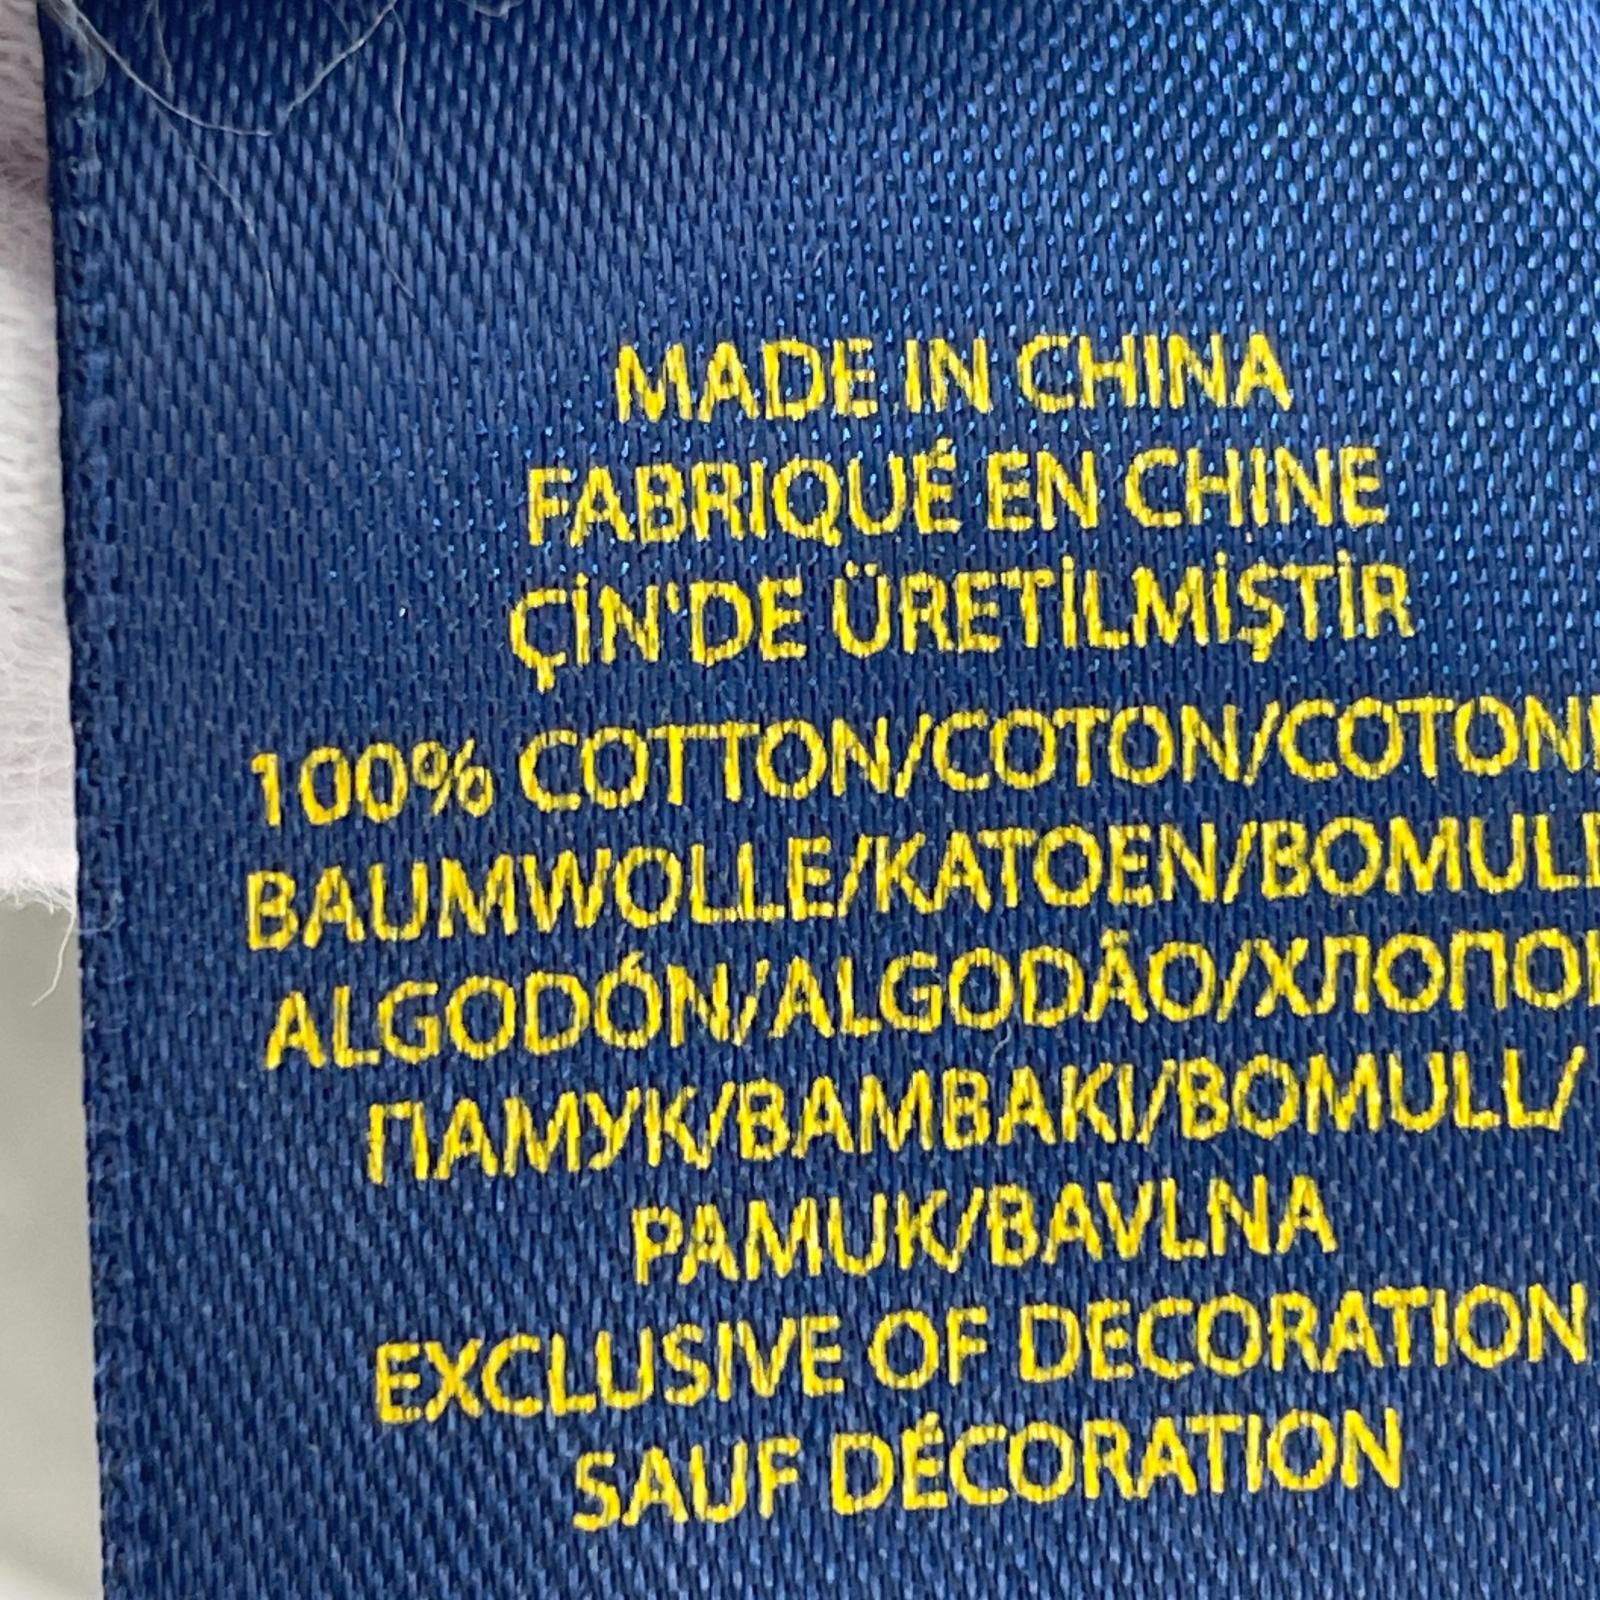 MADE IN CHINA
FABRIQUÉ EN CHINE
ÇİN'DE ÜRETİLMİŞTİR
100% COTTON/COTON/COTONE
BAUMWOLLE/KATOEN/BOMULL
ALGODÓN/ALGODÃO/ХЛОПОК
ПАМУК/BAMBAKI/BOMULL/
PAMUK/BAVLNA
EXCLUSIVE OF DECORATION
SAUF DÉCORATION